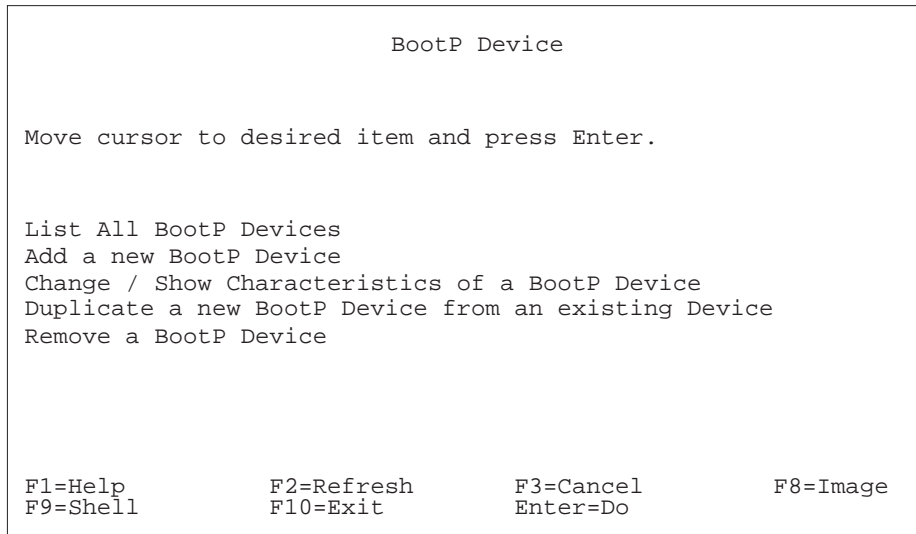 BootP Device
Move cursor to desired item and press Enter.
List All BootP Devices
Add a new BootP Device
Change / Show Characteristics of a BootP Device
Duplicate a new BootP Device from an existing Device
Remove a BootP Device
F1=Help F2=Refresh F3=Cancel F8=Image
F9=Shell F10=Exit Enter=Do